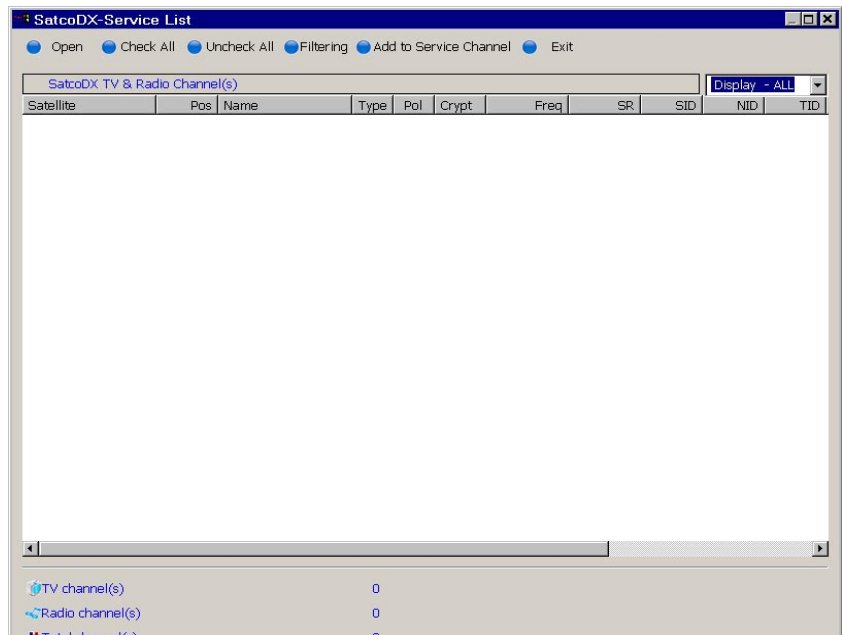 SatcoDX-Service List
Open Check All Uncheck All Filtering Add to Service Channel Exit
SatcoDX TV & Radio Channel(s) Display - ALL
Satellite Pos Name Type Pol Crypt Freq SR SID NID TID
TV channel(s) 0
Radio channel(s) 0